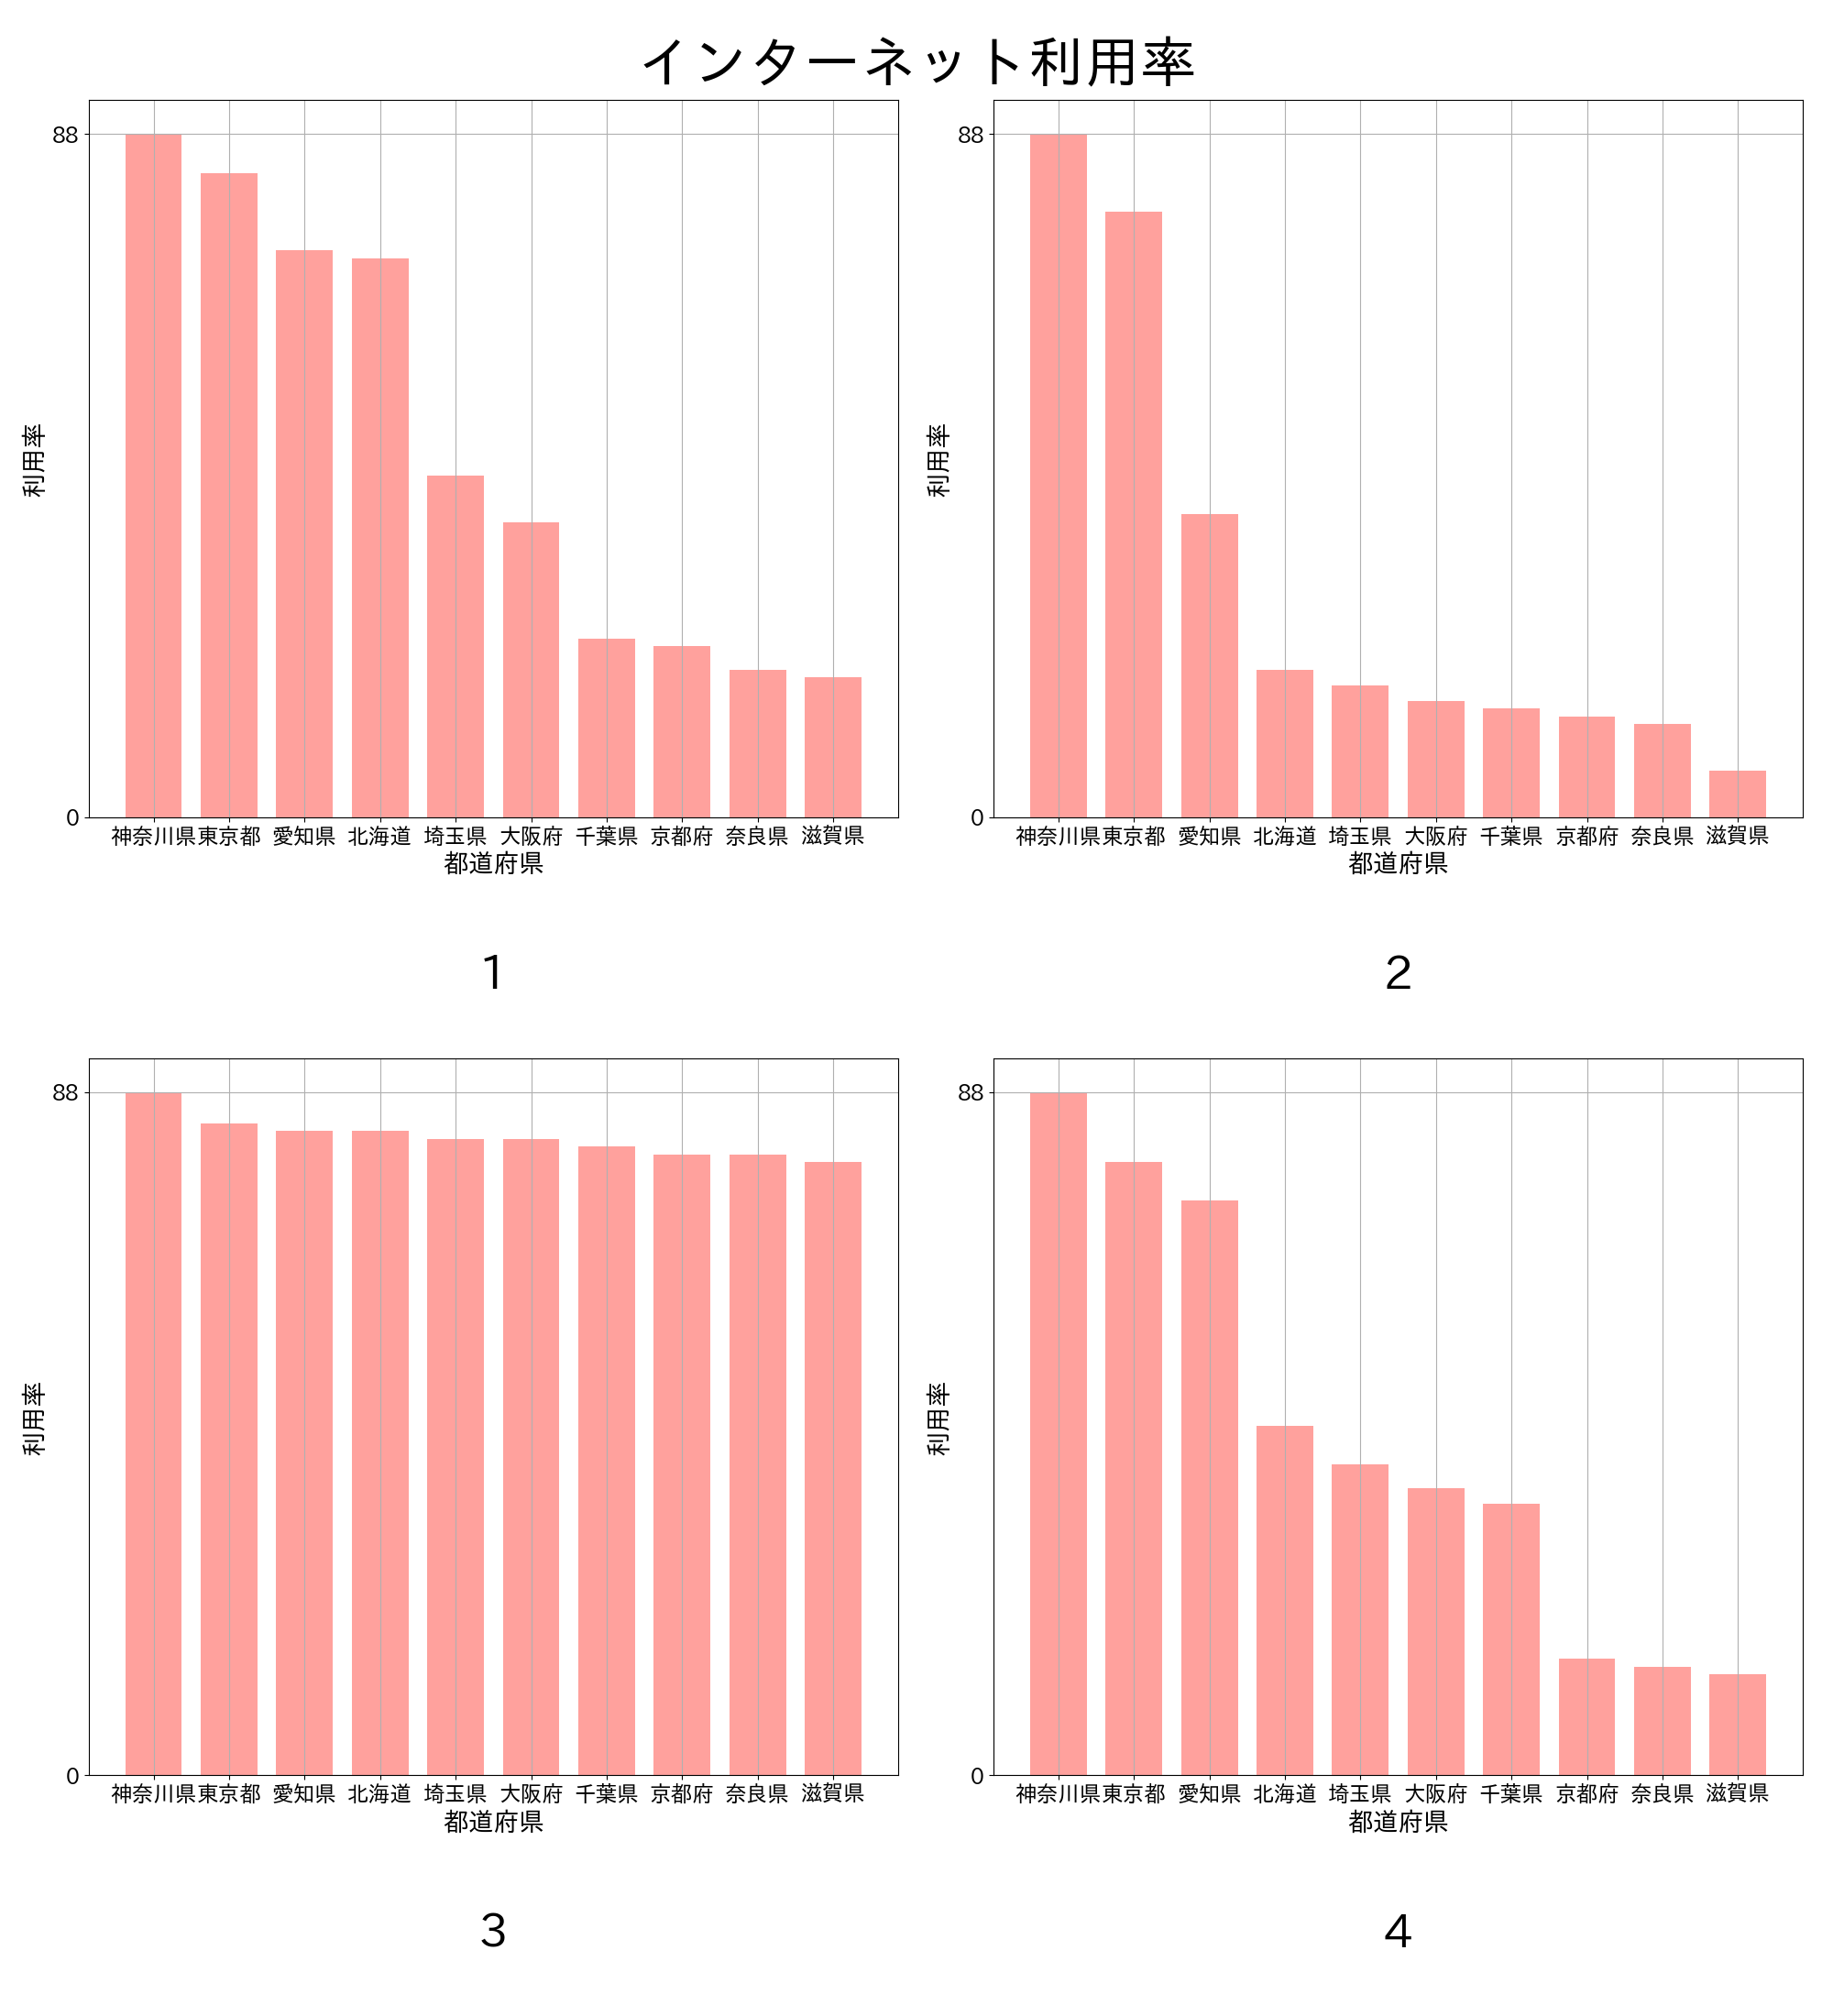 インターネット利用率
88
0
利用率
神奈川県 東京都 愛知県 北海道 埼玉県 大阪府 千葉県 京都府 奈良県 滋賀県
都道府県
1
88
0
利用率
神奈川県 東京都 愛知県 北海道 埼玉県 大阪府 千葉県 京都府 奈良県 滋賀県
都道府県
2
88
0
利用率
神奈川県 東京都 愛知県 北海道 埼玉県 大阪府 千葉県 京都府 奈良県 滋賀県
都道府県
3
88
0
利用率
神奈川県 東京都 愛知県 北海道 埼玉県 大阪府 千葉県 京都府 奈良県 滋賀県
都道府県
4